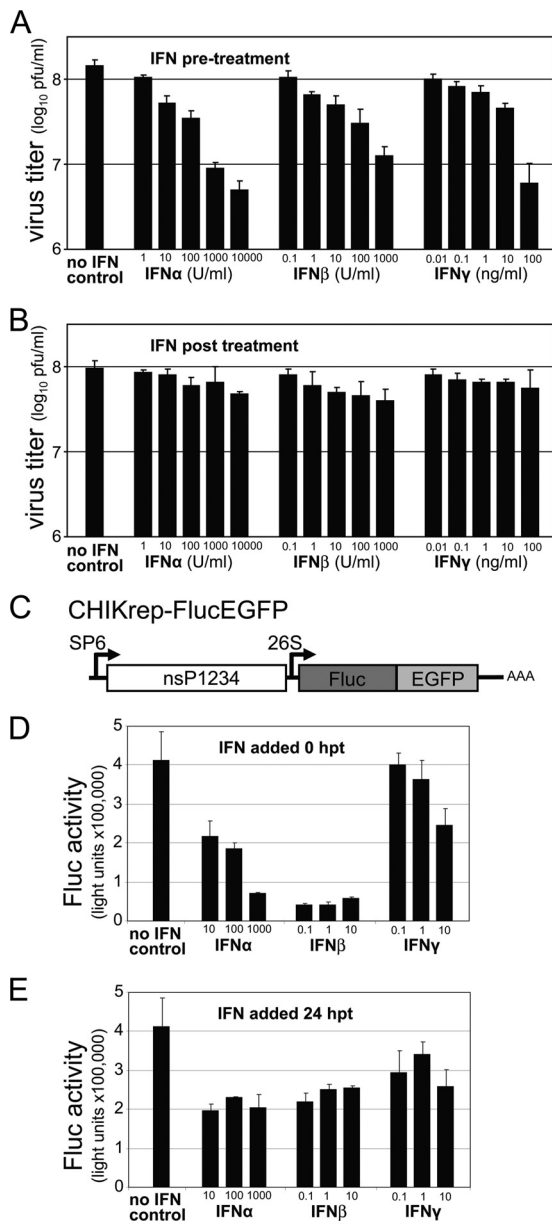 A
IFN pre-treatment
virus titer (log10 pfu/ml)
8
7
6
1 10 100 1000 10000 0.1 1 10 100 1000 0.01 0.1 1 10 100
no IFN control IFNα (U/ml) IFNβ (U/ml) IFNγ (ng/ml)
B
IFN post treatment
virus titer (log10 pfu/ml)
8
7
6
1 10 100 1000 10000 0.1 1 10 100 1000 0.01 0.1 1 10 100
no IFN control IFNα (U/ml) IFNβ (U/ml) IFNγ (ng/ml)
C
CHIKrep-FlucEGFP
SP6 26S
nsP1234 Fluc EGFP AAA
D
IFN added 0 hpt
Fluc activity
(light units x100,000)
5
4
3
2
1
0
10 100 1000 0.1 1 10 0.1 1 10
no IFN control IFNα IFNβ IFNγ
E
IFN added 24 hpt
Fluc activity
(light units x100,000)
5
4
3
2
1
0
10 100 1000 0.1 1 10 0.1 1 10
no IFN control IFNα IFNβ IFNγ